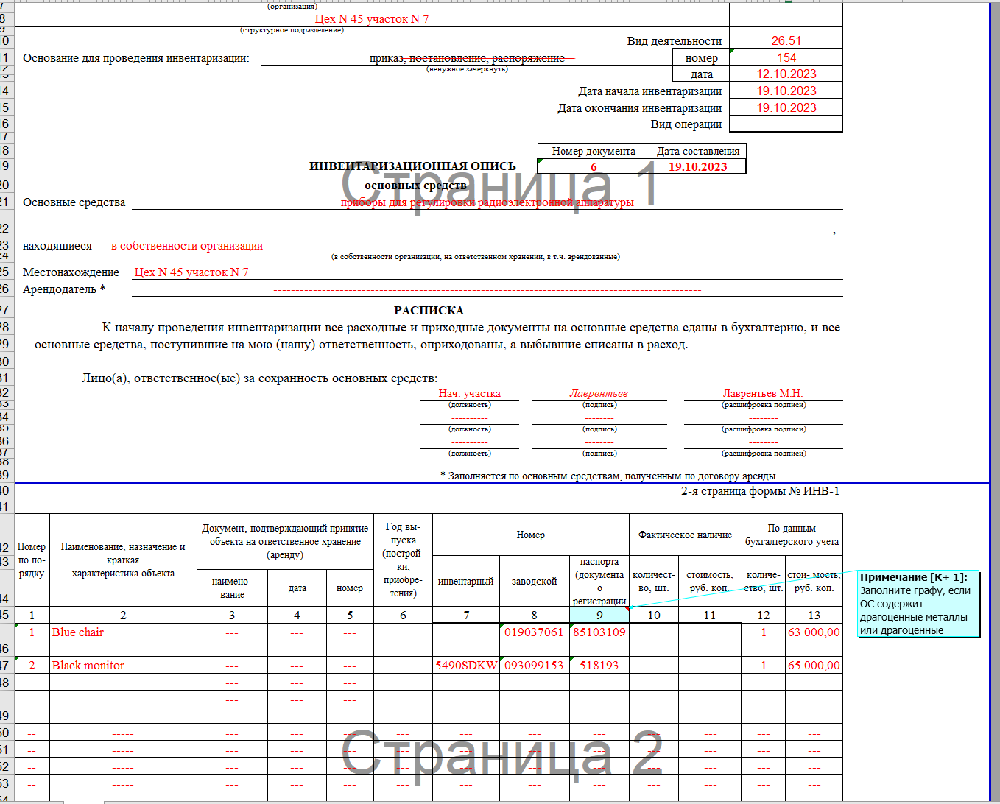 (организация)
8 Цех N 45 участок N 7
(структурное подразделение)
Вид деятельности 26.51
Основание для проведения инвентаризации: приказ, постановление, распоряжение номер 154
(ненужное зачеркнуть)
дата 12.10.2023
Дата начала инвентаризации 19.10.2023
Дата окончания инвентаризации 19.10.2023
Вид операции
Номер документа Дата составления
ИНВЕНТАРИЗАЦИОННАЯ ОПИСЬ 6 19.10.2023
основных средств
Страница 1
Основные средства приборы для регулировки радиоэлектронной аппаратуры
,
находящиеся в собственности организации
(в собственности организации, на ответственном хранении, в т.ч. арендованные)
Местонахождение Цех N 45 участок N 7
Арендодатель *
РАСПИСКА
К началу проведения инвентаризации все расходные и приходные документы на основные средства сданы в бухгалтерию, и все
основные средства, поступившие на мою (нашу) ответственность, оприходованы, а выбывшие списаны в расход.
Лицо(а), ответственное(ые) за сохранность основных средств:
Нач. участка Лаврентьев Лаврентьев М.Н.
(должность) (подпись) (расшифровка подписи)
---------- -------- --------
(должность) (подпись) (расшифровка подписи)
---------- -------- --------
(должность) (подпись) (расшифровка подписи)
* Заполняется по основным средствам, полученным по договору аренды.
2-я страница формы № ИНВ-1
Номер
по по-
рядку
Наименование, назначение и
краткая
характеристика объекта
Документ, подтверждающий принятие
объекта на ответственное хранение
(аренду)
наимено-
вание
дата
номер
Год вы-
пуска
(построй-
ки,
приобре-
тения)
Номер
инвентарный
заводской
паспорта
(документа
о
регистрации
Фактическое наличие
количест-
во, шт.
стоимость,
руб. коп.
По данным
бухгалтерского учета
количе-
ство, шт.
стои- мость,
руб. коп.
1 2 3 4 5 6 7 8 9 10 11 12 13
1 Blue chair --- --- --- 019037061 85103109 1 63 000,00
2 Black monitor --- --- --- 5490SDKW 093099153 518193 1 65 000,00
--- --- ---
--- --- ---
-- ----- --- --- --- --- --- --- --- --- --- --- ---
-- ----- --- --- --- --- --- --- --- --- --- --- ---
-- ----- --- --- --- --- --- --- --- --- --- --- ---
-- ----- --- --- --- --- --- --- --- --- --- --- ---
Страница 2
Примечание [К+ 1]:
Заполните графу, если
ОС содержит
драгоценные металлы
или драгоценные